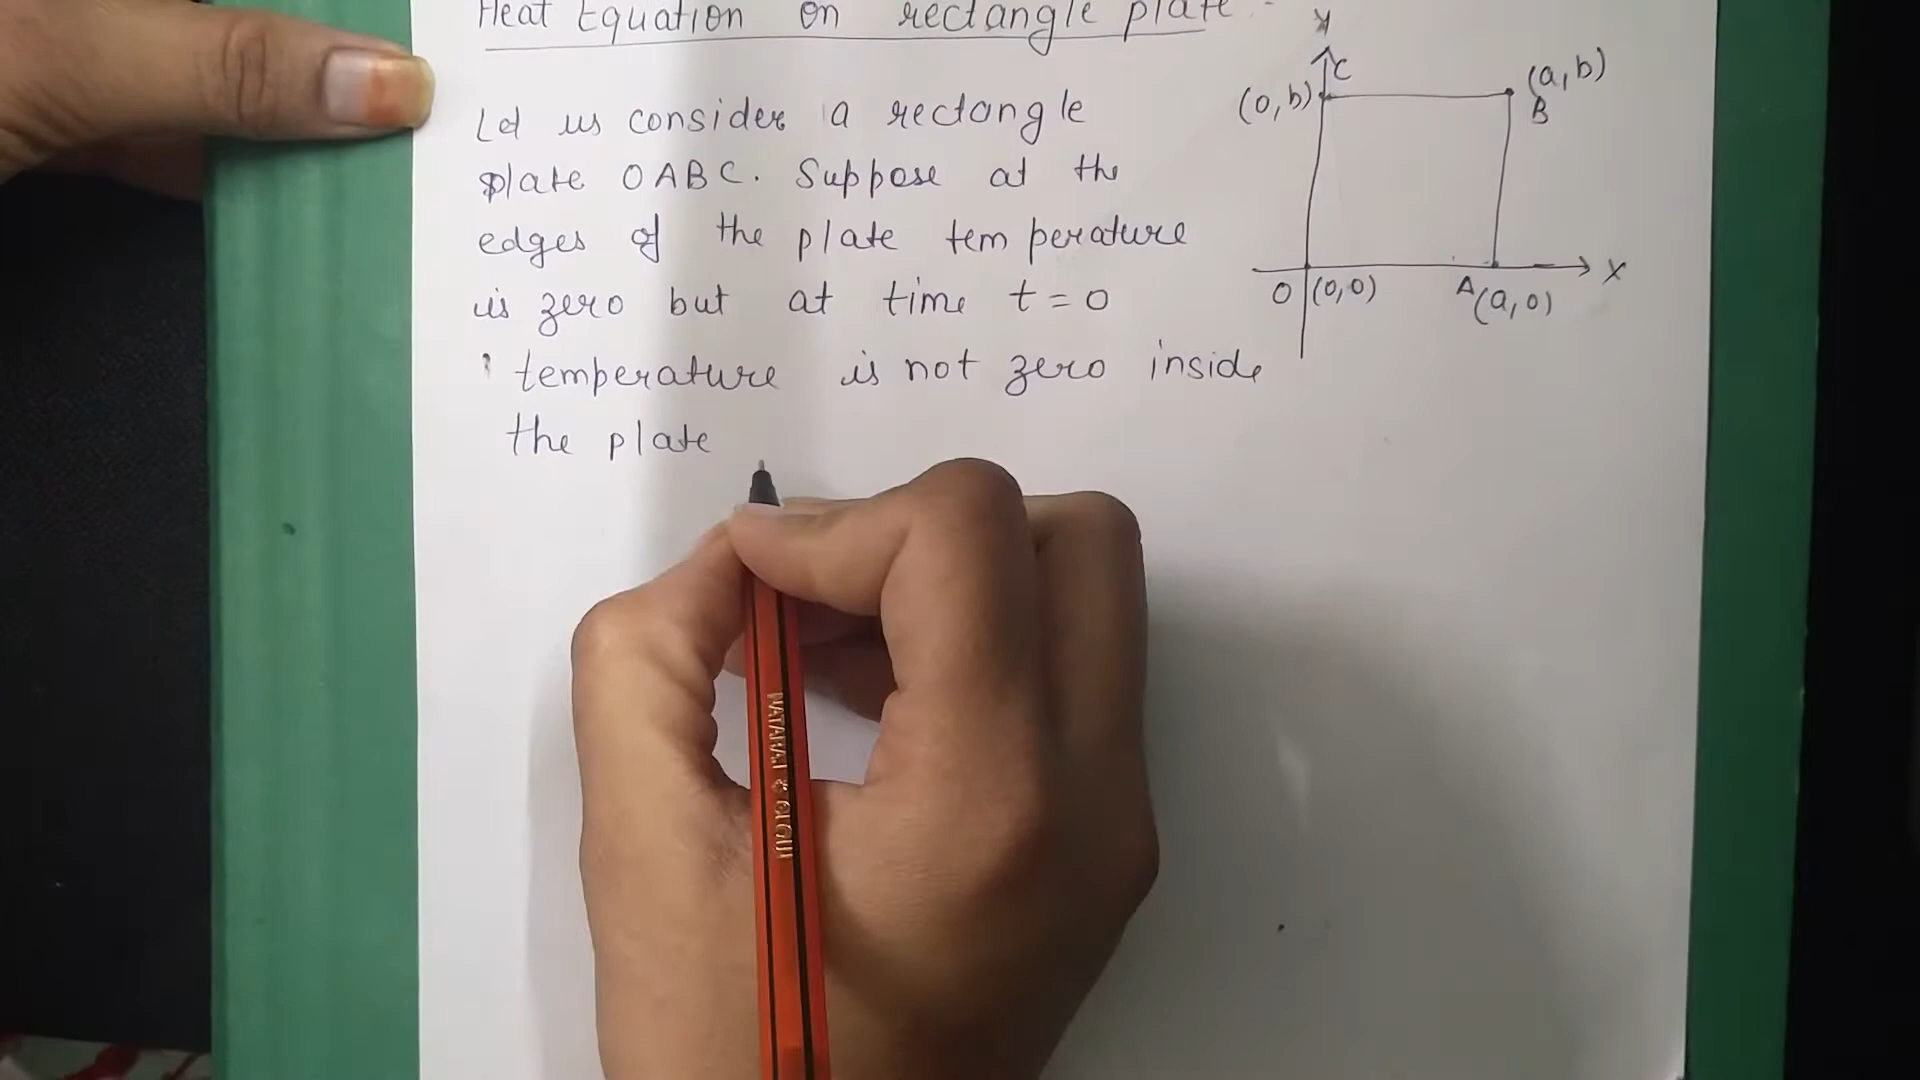 Heat Equation on rectangle plate -
Let us consider a rectangle
plate OABC. Suppose at the
edges of the plate temperature
is zero but at time t = 0
temperature is not zero inside
the plate
Y
C
(0,b)
(a,b)
B
X
O (0,0)
A (a,0)
NATARAJ